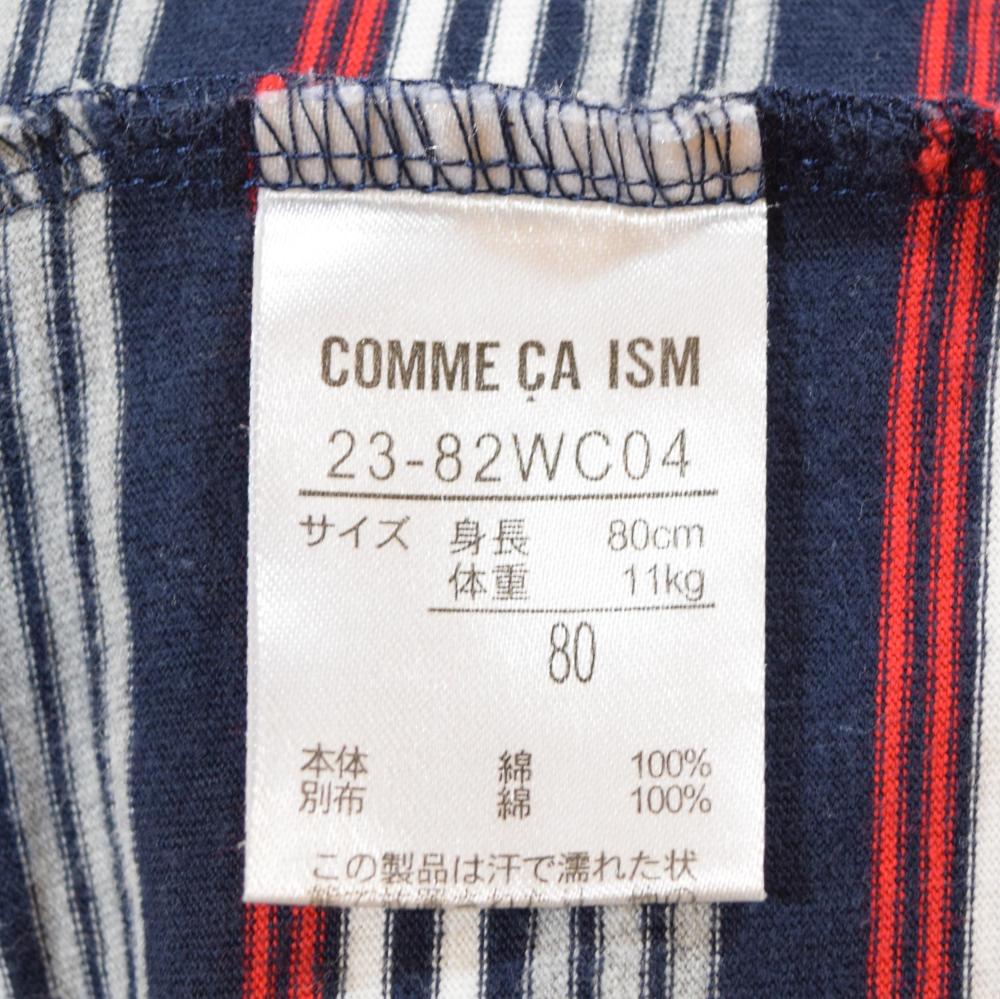 COMME ÇA ISM
23-82WC04
サイズ 身長 80cm
体重 11kg
80
本体 綿 100%
別布 綿 100%
この製品は汗で濡れた状